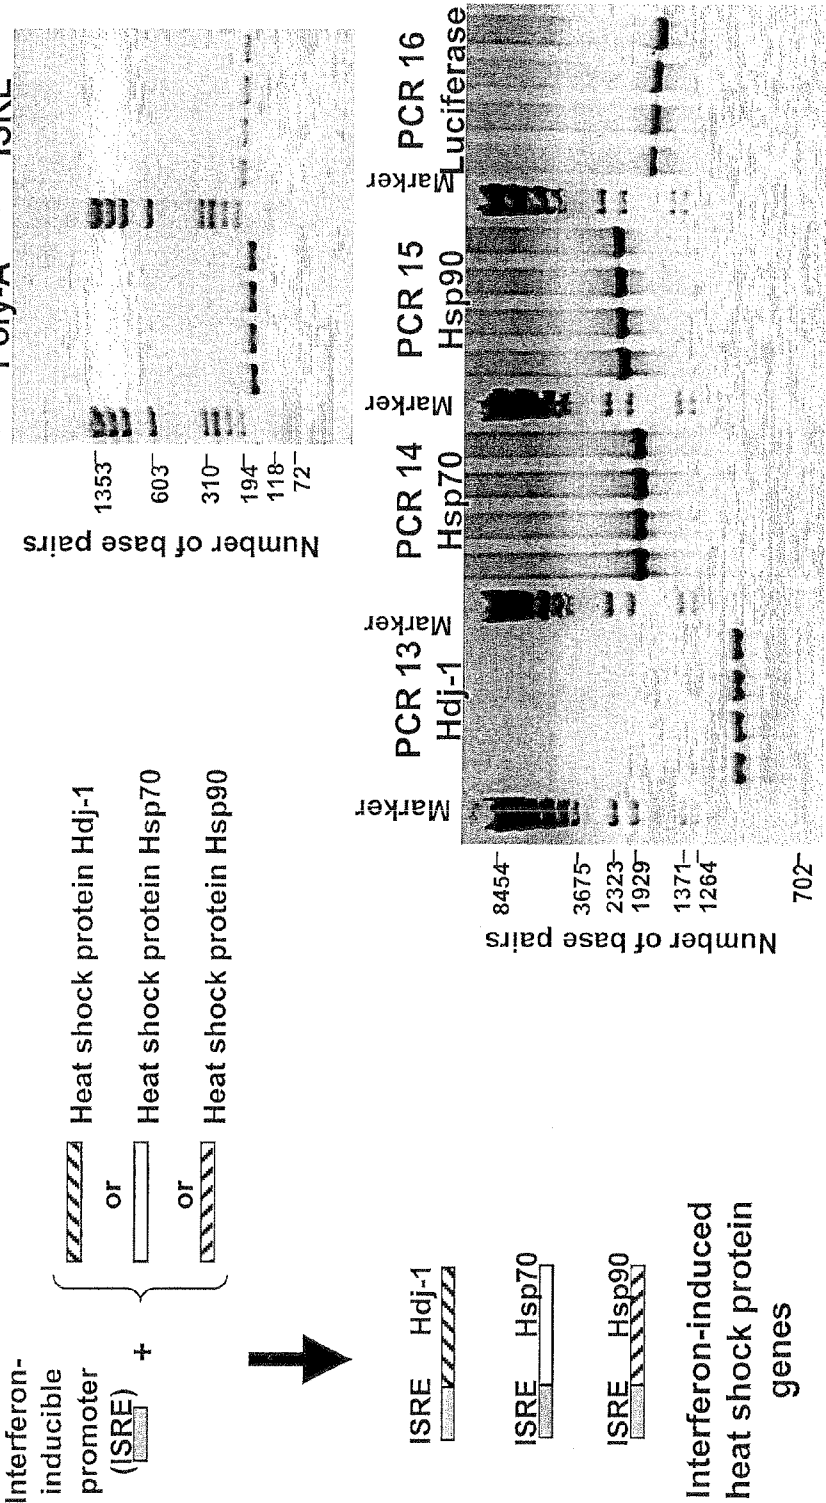 Interferon-
inducible
promoter
(ISRE)
+
Heat shock protein Hdj-1
or
Heat shock protein Hsp70
or
Heat shock protein Hsp90
ISRE Hdj-1
ISRE Hsp70
ISRE Hsp90
Interferon-induced
heat shock protein
genes
Poly-A
ISRE
1353
603
310
194
118
72
Number of base pairs
PCR 13
Hdj-1
PCR 14
Hsp70
PCR 15
Hsp90
PCR 16
Luciferase
Marker
Marker
Marker
Marker
8454
3675
2323
1929
1371
1264
702
Number of base pairs